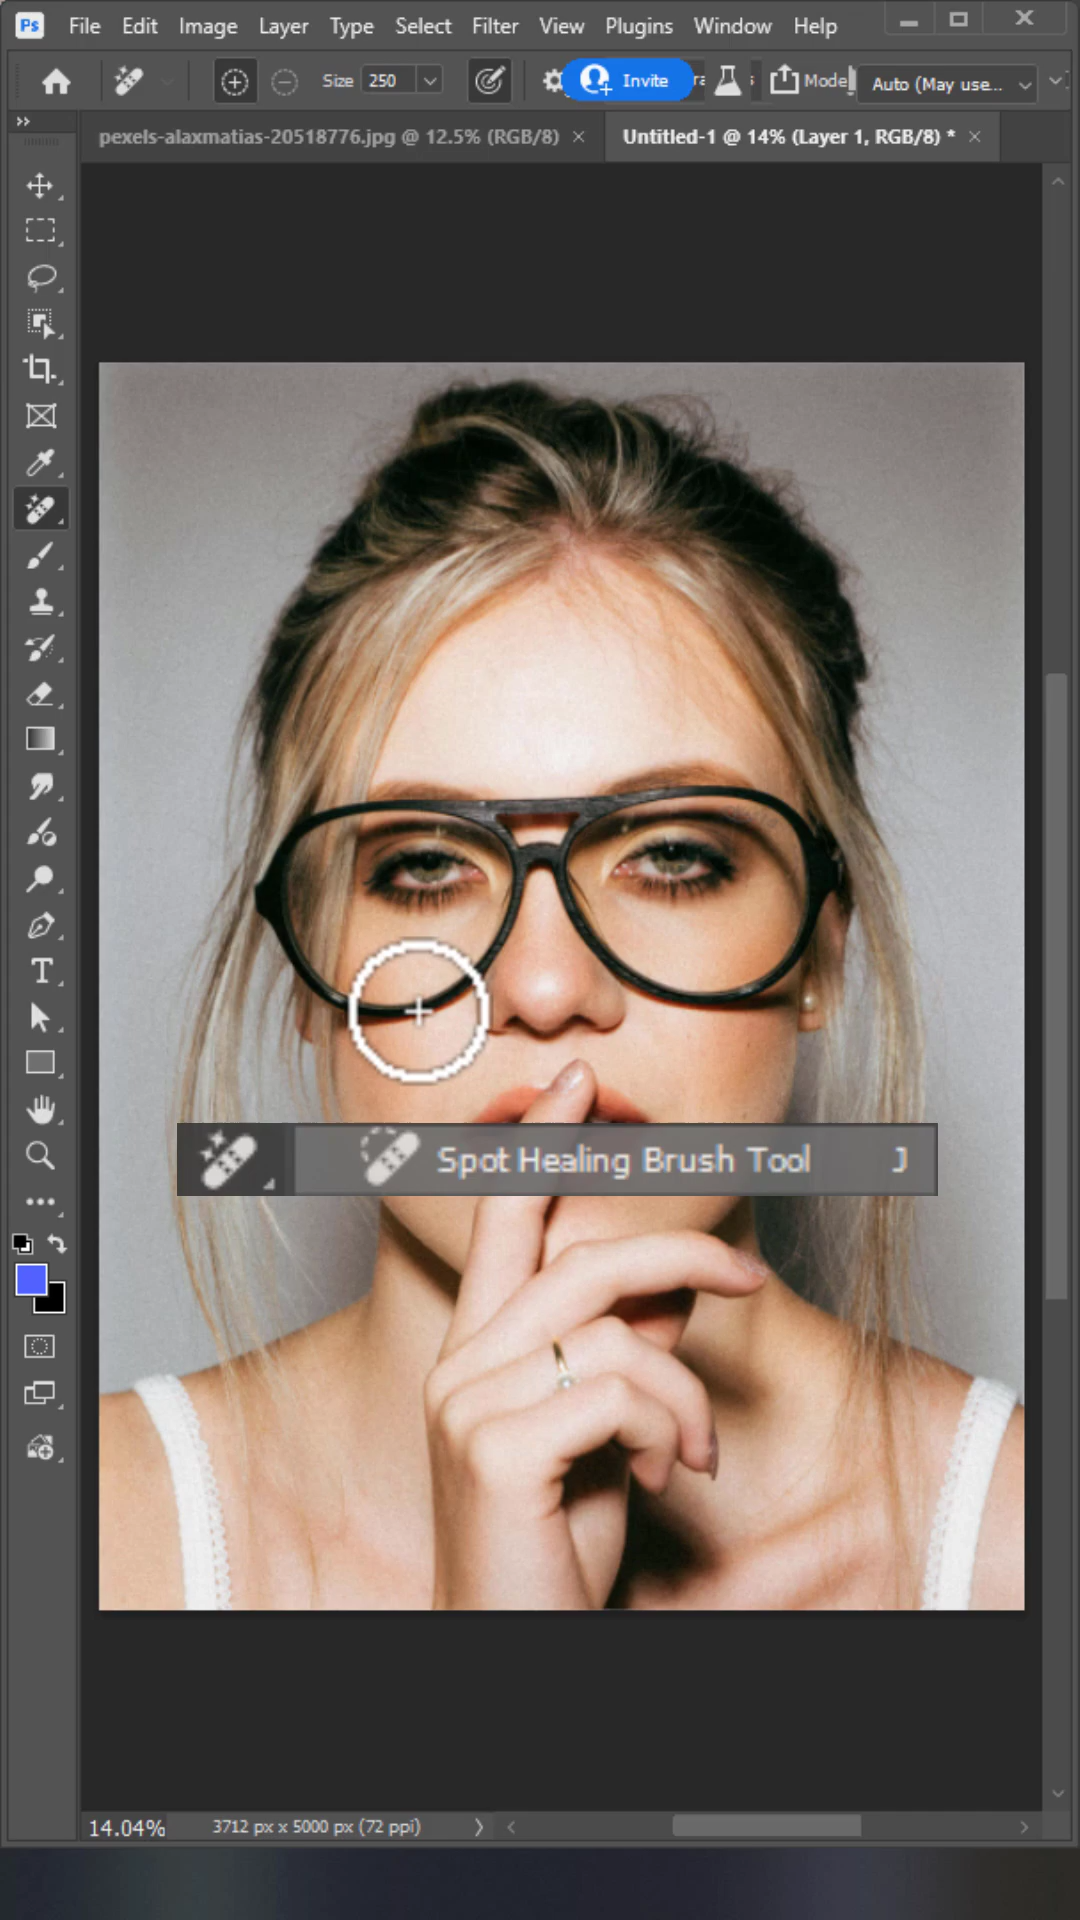 Ps File Edit Image Layer Type Select Filter View Plugins Window Help
Size 250 Invite Mode Auto (May use...
pexels-alaxmatias-20518776.jpg @ 12.5% (RGB/8) × Untitled-1 @ 14% (Layer 1, RGB/8) * ×
T
Spot Healing Brush Tool J
14.04% 3712 px x 5000 px (72 ppi)